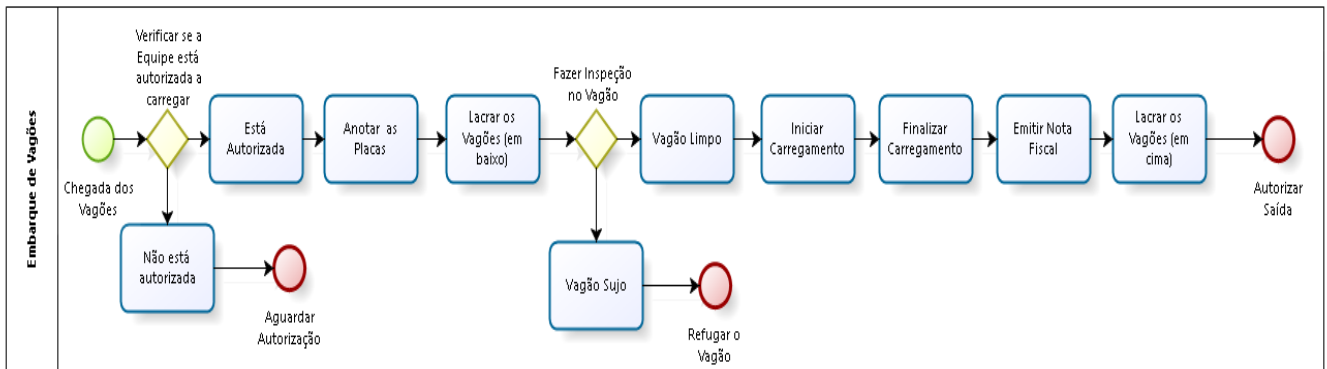 Embarque de Vagões
Chegada dos
Vagões
Verificar se a
Equipe está
autorizada a
carregar
Está
Autorizada
Não está
autorizada
Aguardar
Autorização
Anotar as
Placas
Lacrar os
Vagões (em
baixo)
Fazer Inspeção
no Vagão
Vagão Limpo
Vagão Sujo
Refugar o
Vagão
Iniciar
Carregamento
Finalizar
Carregamento
Emitir Nota
Fiscal
Lacrar os
Vagões (em
cima)
Autorizar
Saída